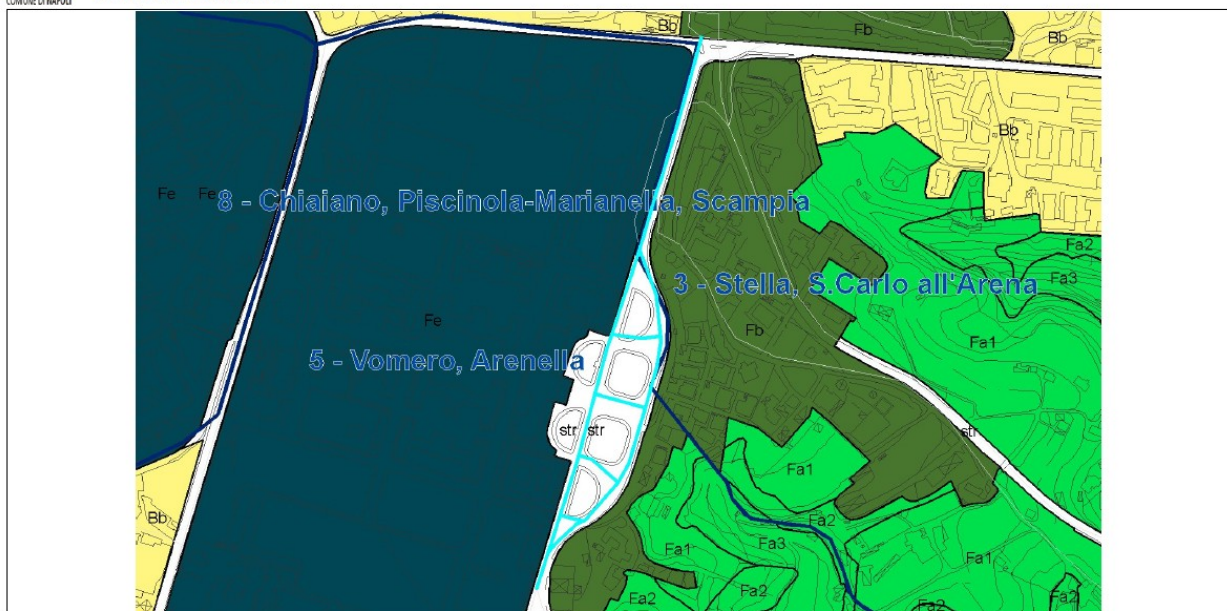 COMUNE DI NAPOLI
Bb
Fb
Bb
Bb
Fe
Fe
8 - Chiaiano, Piscinola-Marianella, Scampia
Fa2
3 - Stella, S.Carlo all'Arena
Fa3
Fe
Fb
Fa1
5 - Vomero, Arenella
str
str
str
Fa1
Bb
Fa2
Fa3
Fa1
Fa1
Fa2
Fa2
Fa2